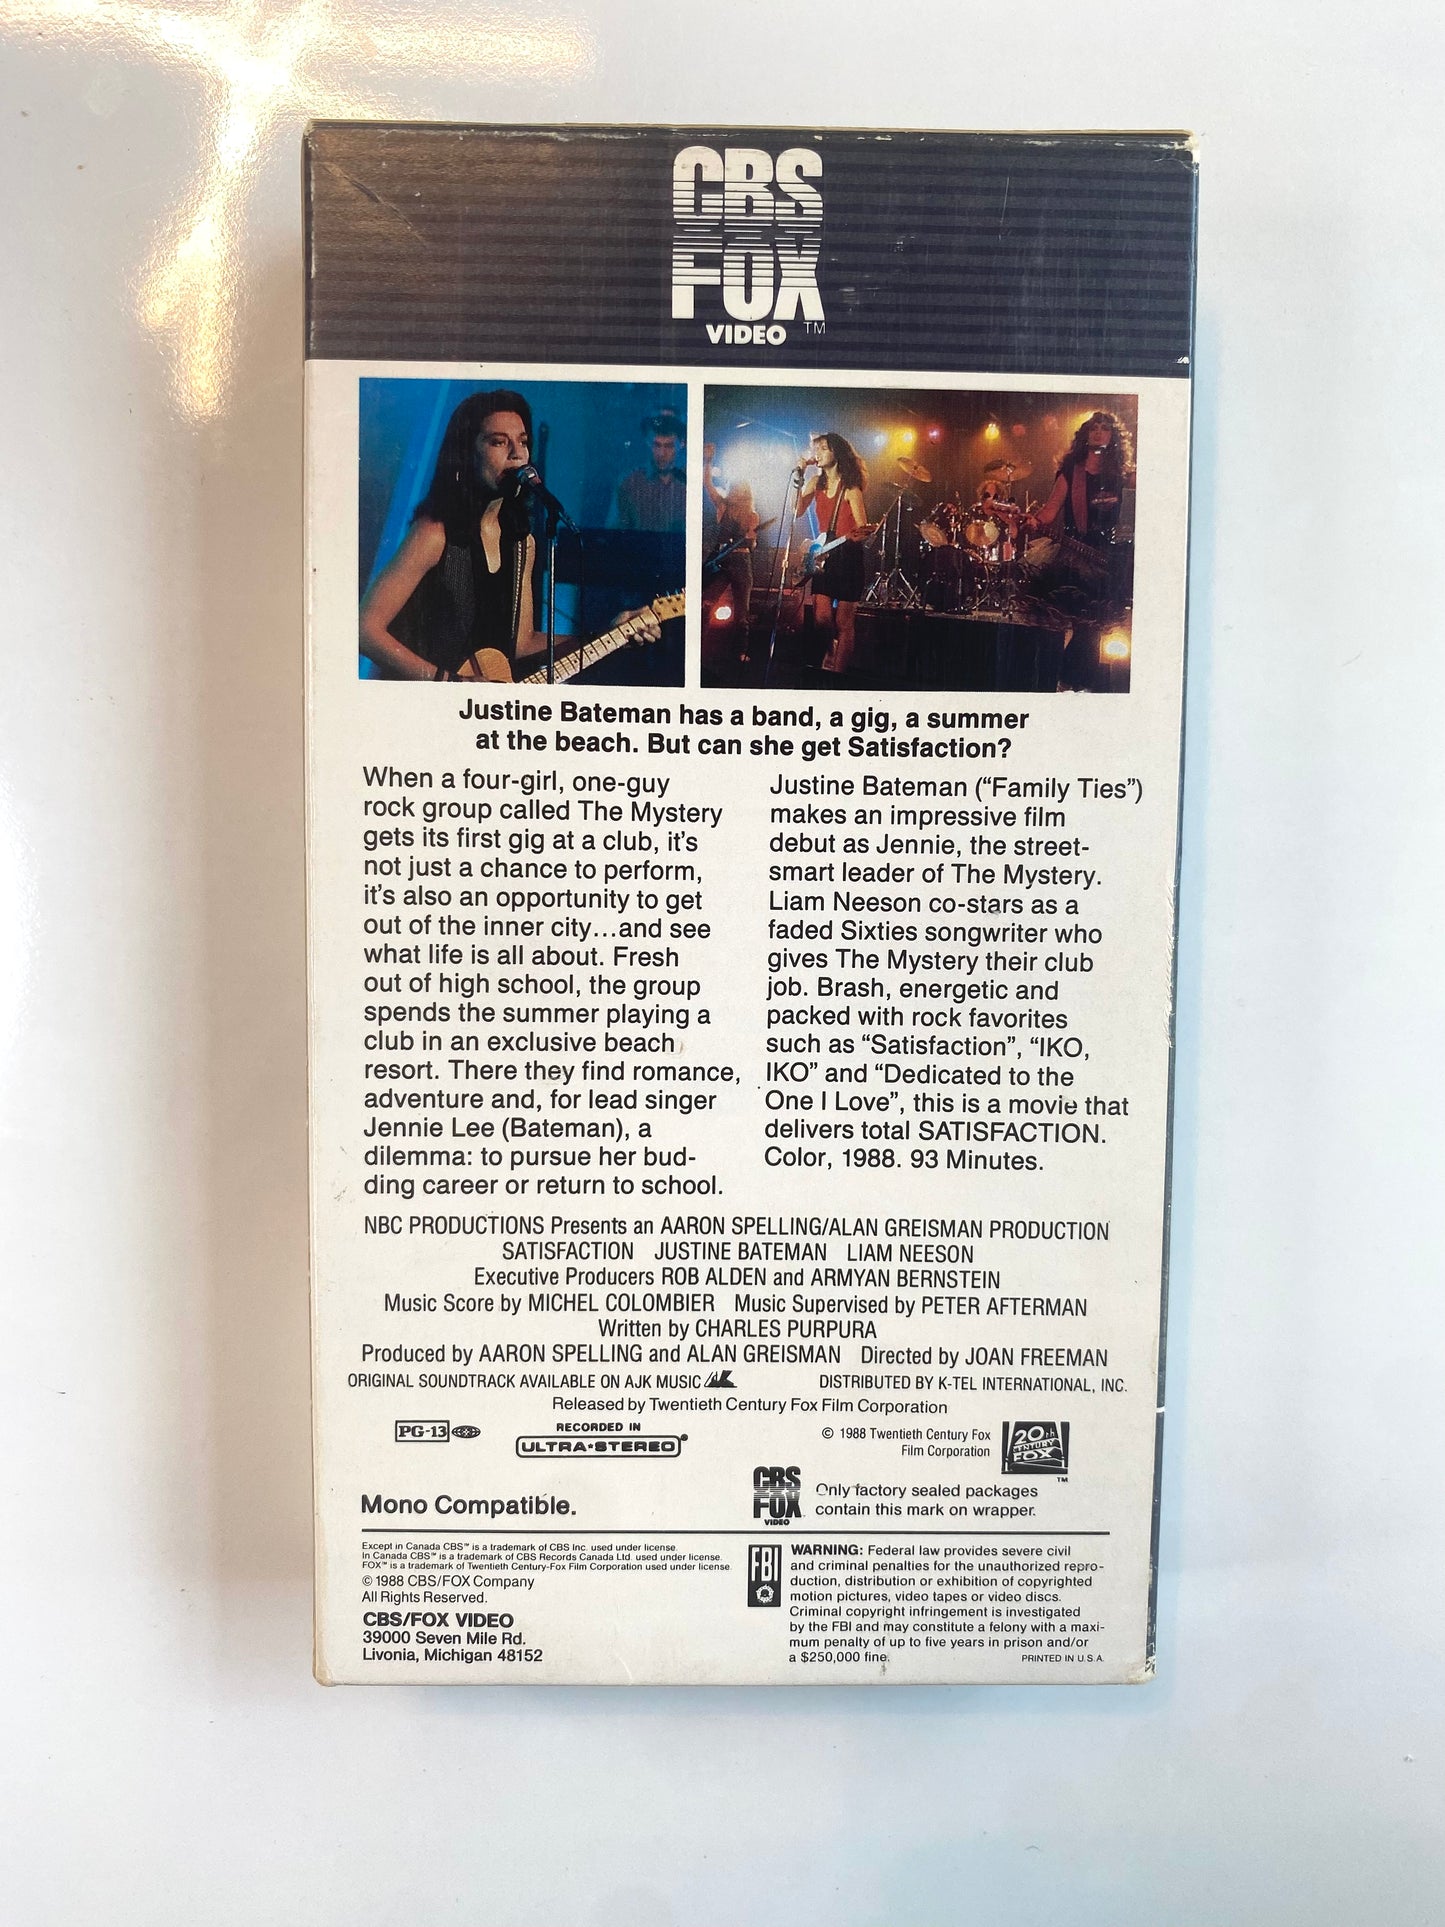 CBS
FOX
VIDEO TM
Justine Bateman has a band, a gig, a summer
at the beach. But can she get Satisfaction?
When a four-girl, one-guy
rock group called The Mystery
gets its first gig at a club, it's
not just a chance to perform,
it's also an opportunity to get
out of the inner city...and see
what life is all about. Fresh
out of high school, the group
spends the summer playing a
club in an exclusive beach
resort. There they find romance,
adventure and, for lead singer
Jennie Lee (Bateman), a
dilemma: to pursue her bud-
ding career or return to school.
Justine Bateman ("Family Ties")
makes an impressive film
debut as Jennie, the street-
smart leader of The Mystery.
Liam Neeson co-stars as a
faded Sixties songwriter who
gives The Mystery their club
job. Brash, energetic and
packed with rock favorites
such as "Satisfaction", "IKO,
IKO" and "Dedicated to the
One I Love", this is a movie that
delivers total SATISFACTION.
Color, 1988. 93 Minutes.
NBC PRODUCTIONS Presents an AARON SPELLING/ALAN GREISMAN PRODUCTION
SATISFACTION JUSTINE BATEMAN LIAM NEESON
Executive Producers ROB ALDEN and ARMYAN BERNSTEIN
Music Score by MICHEL COLOMBIER Music Supervised by PETER AFTERMAN
Written by CHARLES PURPURA
Produced by AARON SPELLING and ALAN GREISMAN Directed by JOAN FREEMAN
ORIGINAL SOUNDTRACK AVAILABLE ON AJK MUSIC DISTRIBUTED BY K-TEL INTERNATIONAL, INC.
Released by Twentieth Century Fox Film Corporation
PG-13
RECORDED IN
ULTRA★STEREO
© 1988 Twentieth Century Fox
Film Corporation
20th
CENTURY
FOX
TM
Mono Compatible.
CBS
FOX
VIDEO
Only factory sealed packages
contain this mark on wrapper.
Except in Canada CBS™ is a trademark of CBS Inc. used under license.
In Canada CBS™ is a trademark of CBS Records Canada Ltd. used under license.
FOX™ is a trademark of Twentieth Century-Fox Film Corporation used under license.
© 1988 CBS/FOX Company
All Rights Reserved.
CBS/FOX VIDEO
39000 Seven Mile Rd.
Livonia, Michigan 48152
FBI
WARNING: Federal law provides severe civil
and criminal penalties for the unauthorized repro-
duction, distribution or exhibition of copyrighted
motion pictures, video tapes or video discs.
Criminal copyright infringement is investigated
by the FBI and may constitute a felony with a maxi-
mum penalty of up to five years in prison and/or
a $250,000 fine.
PRINTED IN U.S.A.